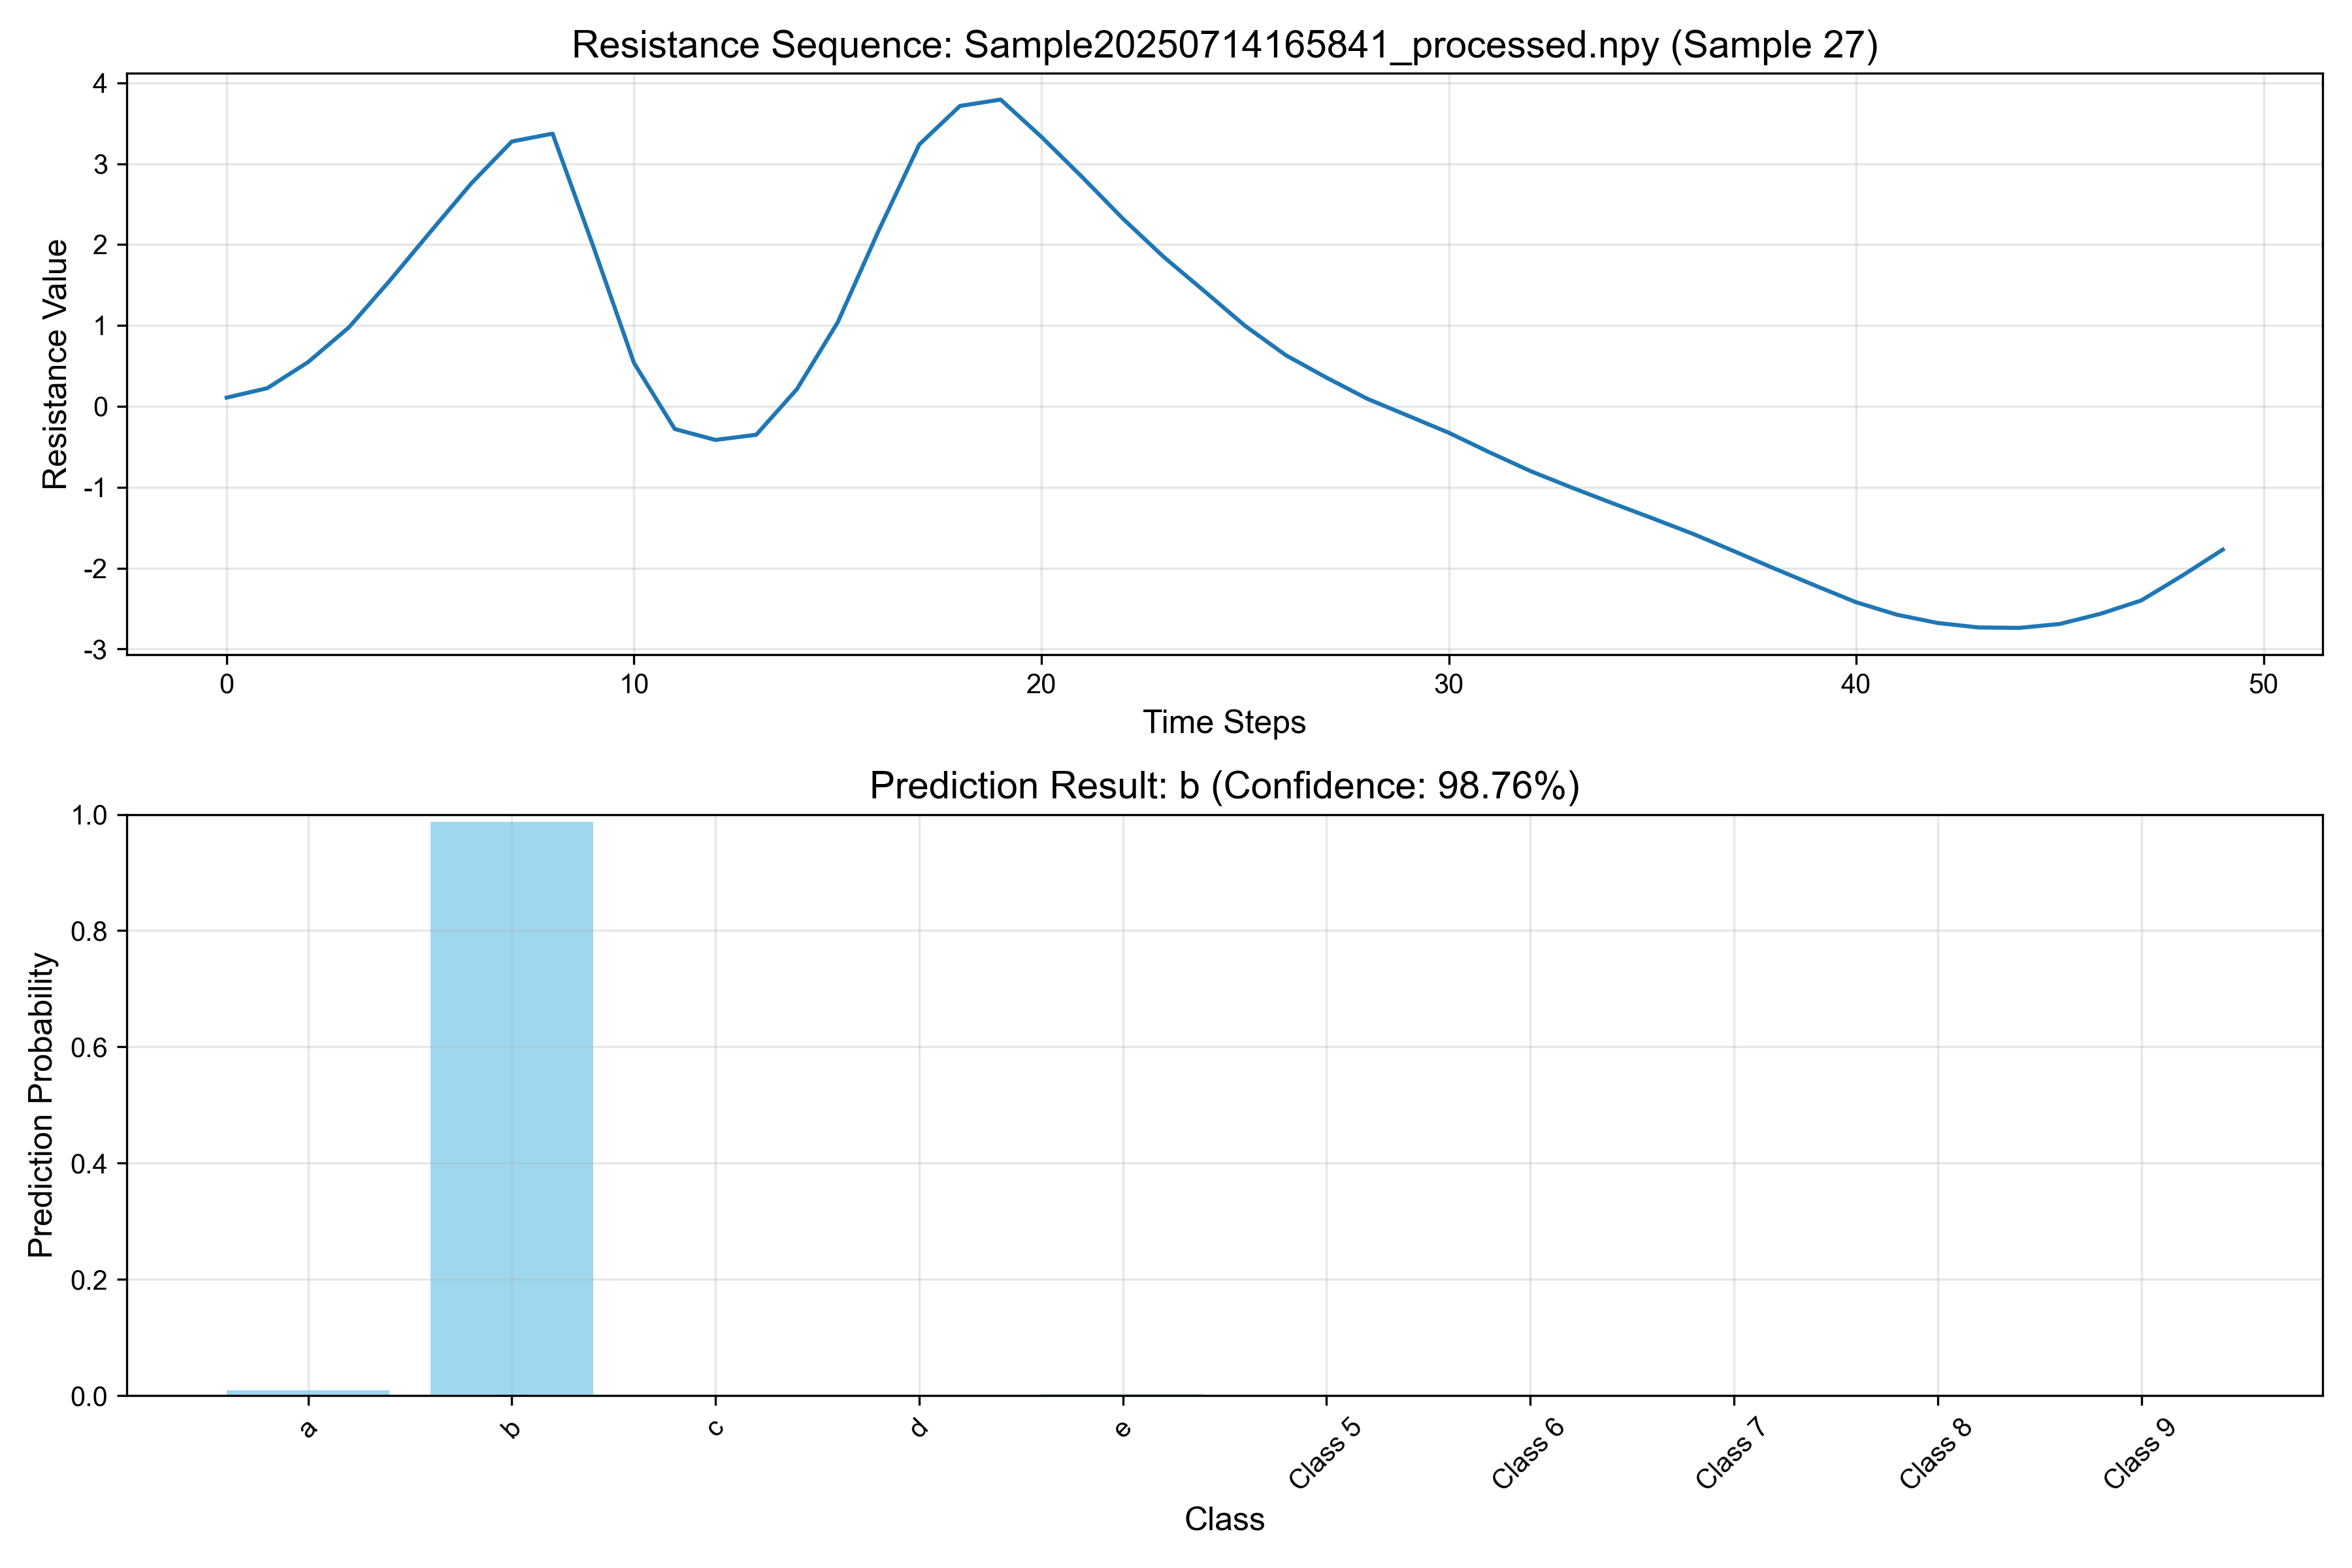 Resistance Sequence: Sample20250714165841_processed.npy (Sample 27)
Resistance Value
4
3
2
1
0
-1
-2
-3
0 10 20 30 40 50
Time Steps
Prediction Result: b (Confidence: 98.76%)
Prediction Probability
1.0
0.8
0.6
0.4
0.2
0.0
a b c d e Class 5 Class 6 Class 7 Class 8 Class 9
Class